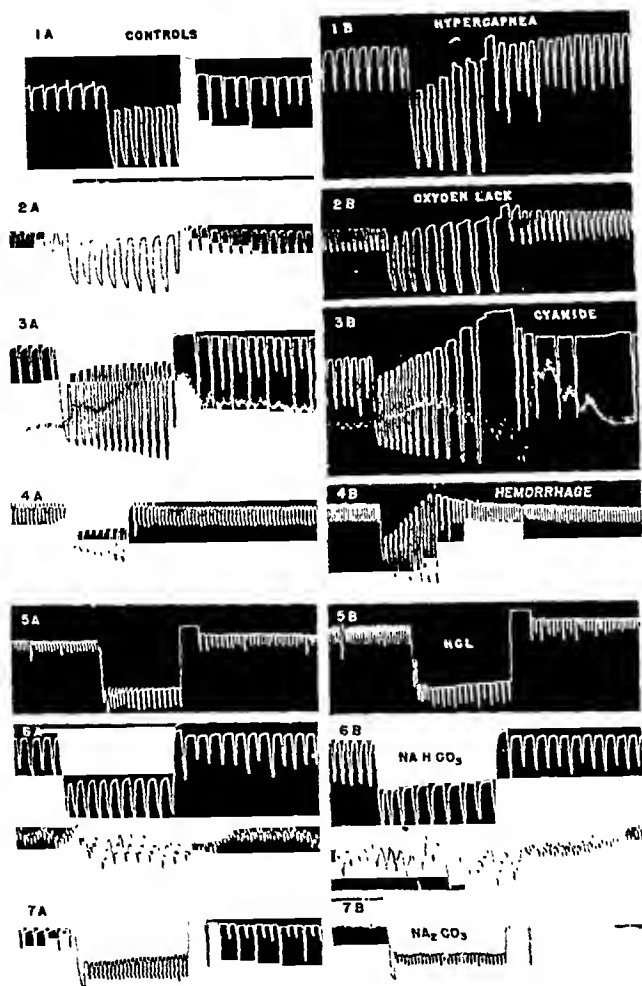 1A CONTROLS
1B HYPERCAPNEA
2A
2B OXYGEN LACK
3A
3B CYANIDE
4A
4B HEMORRHAGE
5A
5B HCL
6A
6B NA H CO3
7A
7B NA2 CO3